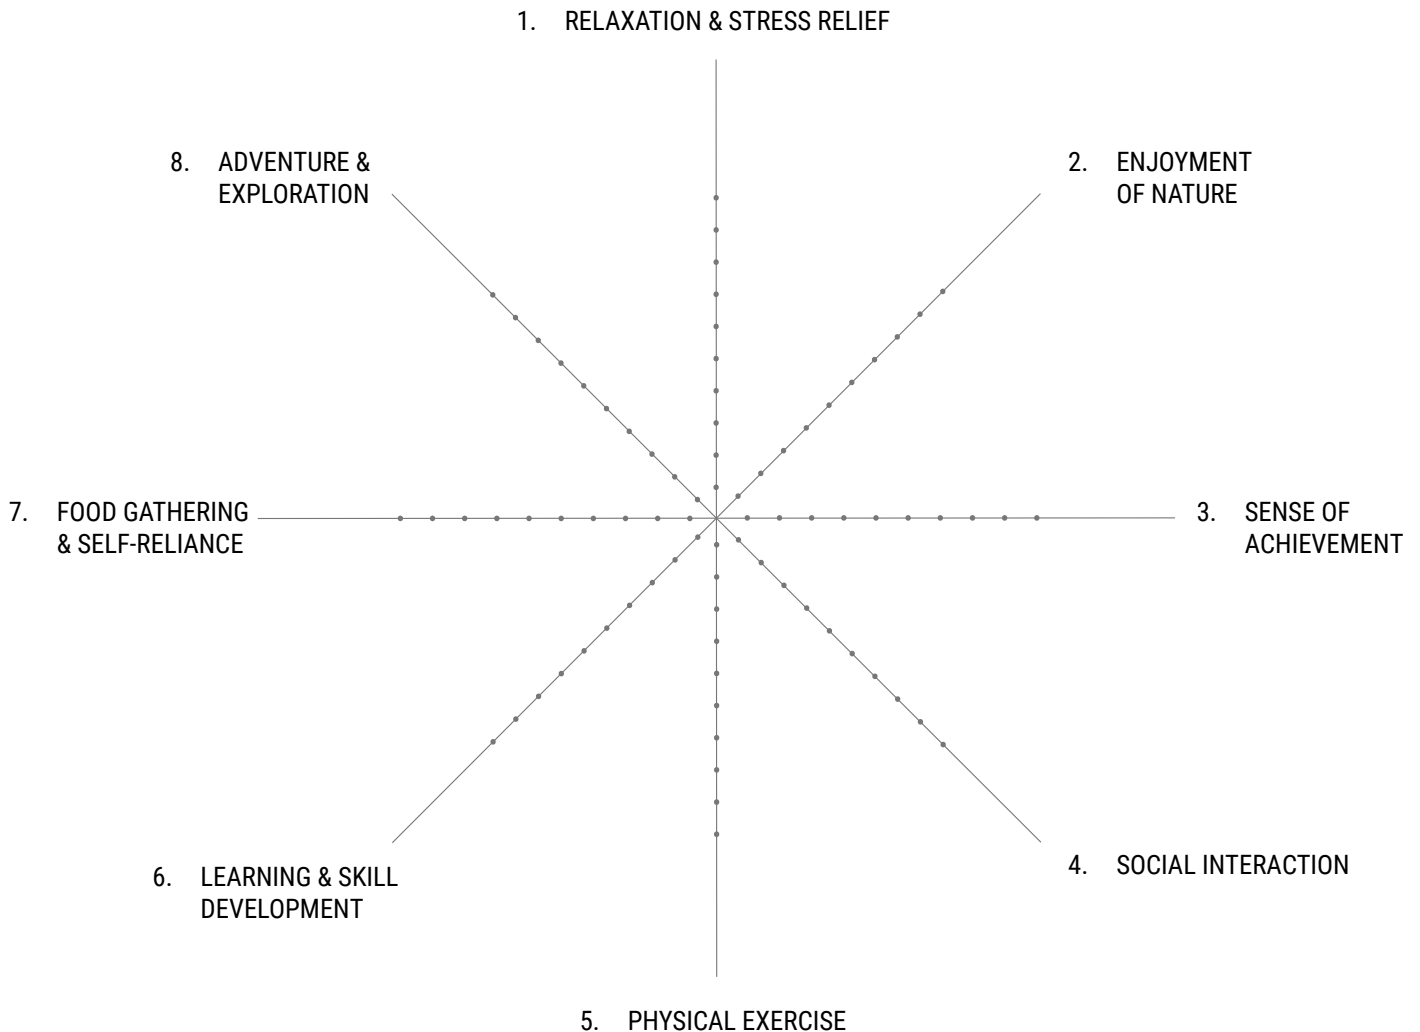 1. RELAXATION & STRESS RELIEF
2. ENJOYMENT
OF NATURE
3. SENSE OF
ACHIEVEMENT
4. SOCIAL INTERACTION
5. PHYSICAL EXERCISE
6. LEARNING & SKILL
DEVELOPMENT
7. FOOD GATHERING
& SELF-RELIANCE
8. ADVENTURE &
EXPLORATION